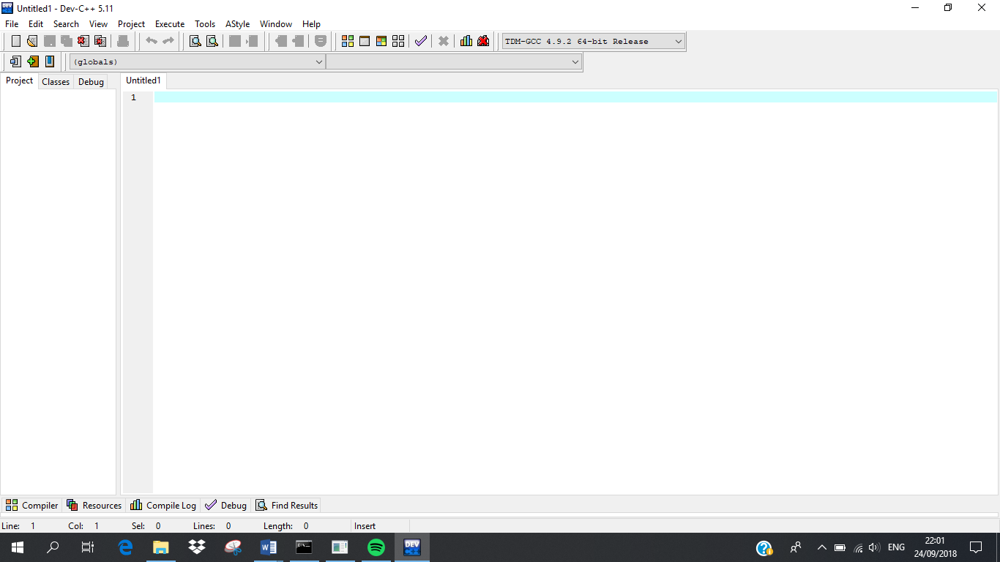 Untitled1 - Dev-C++ 5.11
File Edit Search View Project Execute Tools AStyle Window Help
TDM-GCC 4.9.2 64-bit Release
(globals)
Project Classes Debug Untitled1
1
Compiler Resources Compile Log Debug Find Results
Line: 1 Col: 1 Sel: 0 Lines: 0 Length: 0 Insert
DEV ENG 22:01
24/09/2018